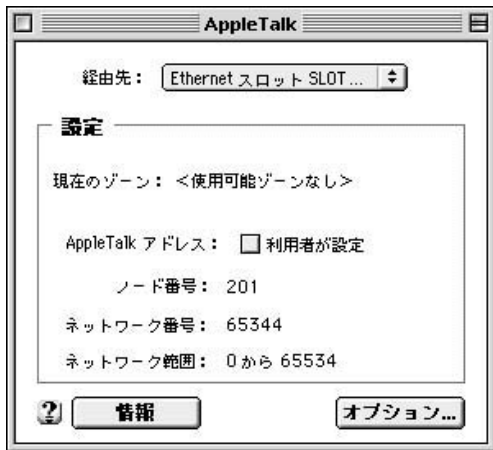 AppleTalk
経由先： Ethernet スロット SLOT...
設定
現在のゾーン： ＜使用可能ゾーンなし＞
AppleTalk アドレス： 利用者が設定
ノード番号： 201
ネットワーク番号： 65344
ネットワーク範囲： 0 から 65534
? 情報 オプション...